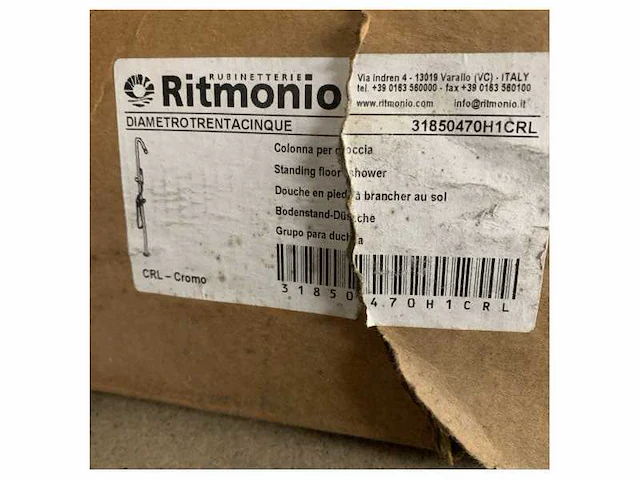 RUBINETTERIE
Ritmonio
Via Indren 4 - 13019 Varallo (VC) - ITALY
tel. +39 0163 560000 - fax +39 0163 560100
www.ritmonio.com info@ritmonio.it
DIAMETROTRENTACINQUE 31850470H1CRL
Colonna per doccia
Standing floor shower
Douche en pied à brancher au sol
Bodenstand-Dusche
Grupo para ducha
CRL – Cromo
31850470H1CRL